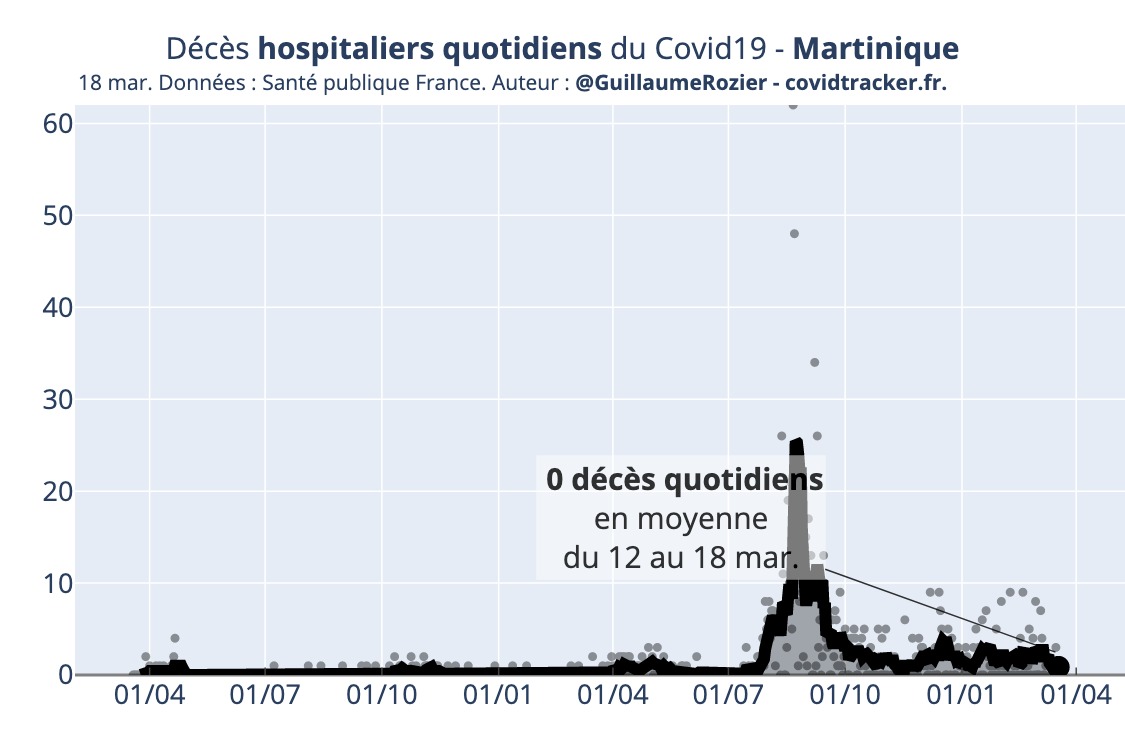 Décès hospitaliers quotidiens du Covid19 - Martinique
18 mar. Données : Santé publique France. Auteur : @GuillaumeRozier - covidtracker.fr.
60
50
40
30
20
10
0
0 décès quotidiens
en moyenne
du 12 au 18 mar.
01/04 01/07 01/10 01/01 01/04 01/07 01/10 01/01 01/04